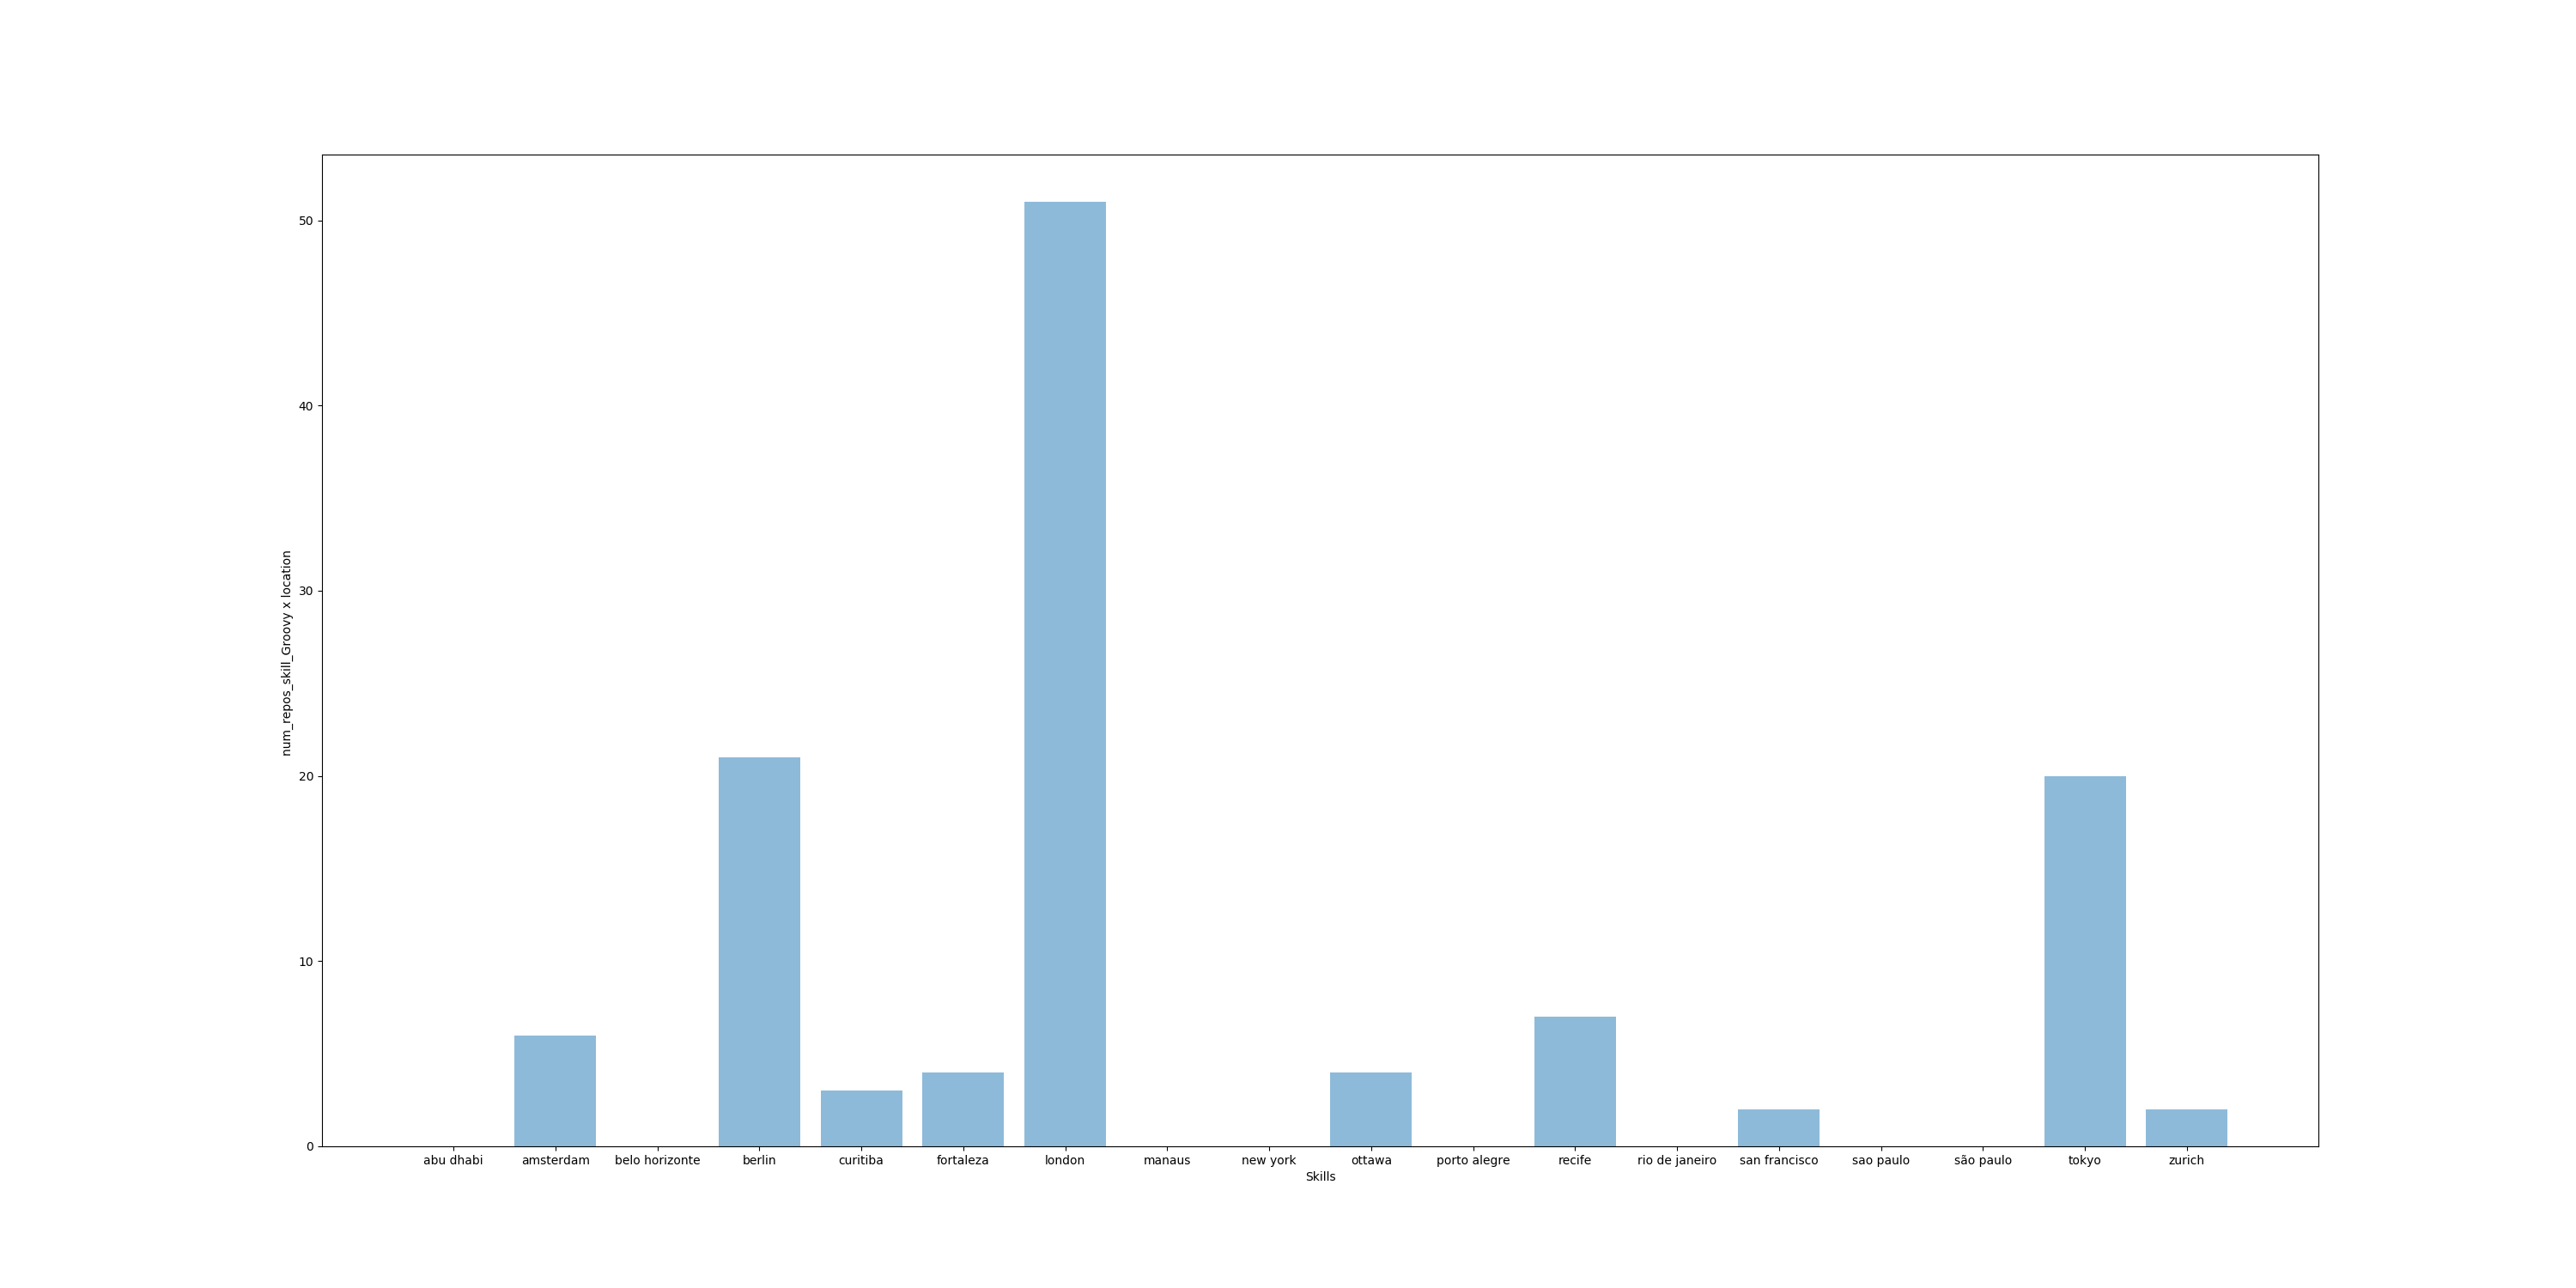 50
40
30
20
10
0
num_repos_skill_Groovy x location
abu dhabi amsterdam belo horizonte berlin curitiba fortaleza london manaus new york ottawa porto alegre recife rio de janeiro san francisco sao paulo são paulo tokyo zurich
Skills